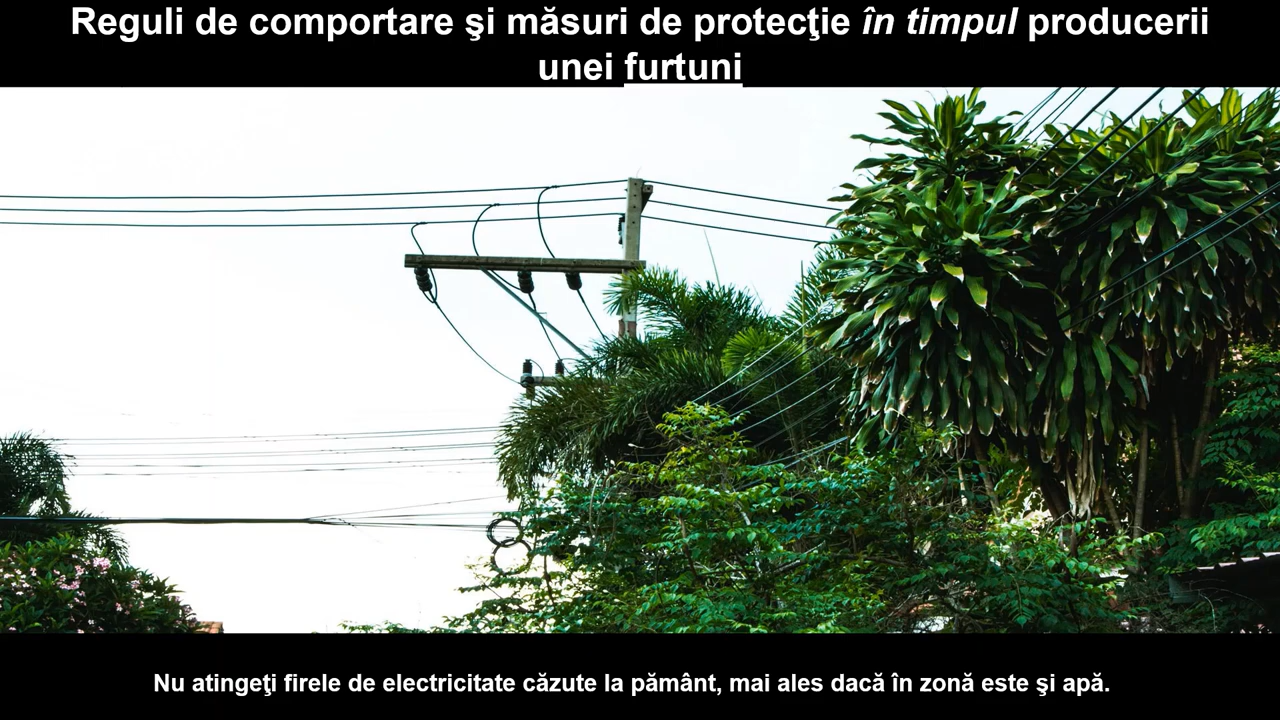 Reguli de comportare şi măsuri de protecţie în timpul producerii
unei furtuni
Nu atingeţi firele de electricitate căzute la pământ, mai ales dacă în zonă este şi apă.